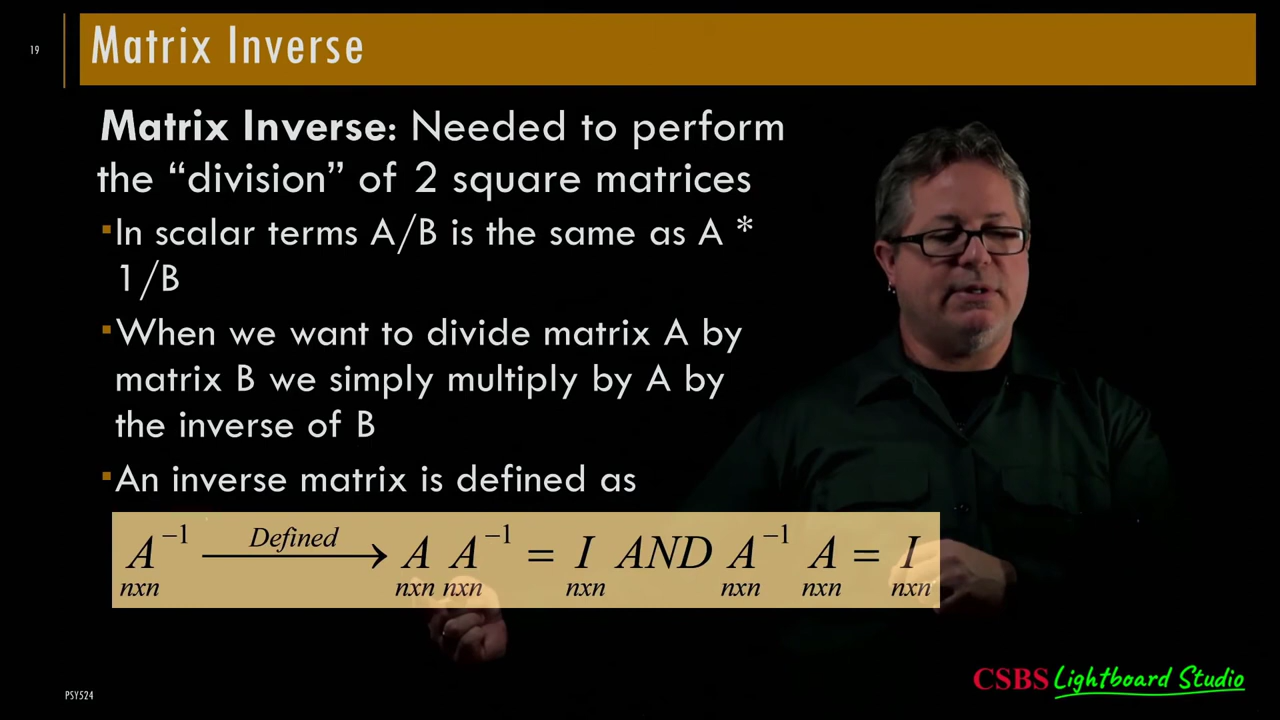 19
Matrix Inverse
Matrix Inverse: Needed to perform
the “division” of 2 square matrices
▪In scalar terms A/B is the same as A *
1/B
▪When we want to divide matrix A by
matrix B we simply multiply by A by
the inverse of B
▪An inverse matrix is defined as
A⁻¹ ⟶ Defined A A⁻¹ = I AND A⁻¹ A = I
nxn nxn nxn nxn nxn nxn nxn
PSY524
CSBS Lightboard Studio